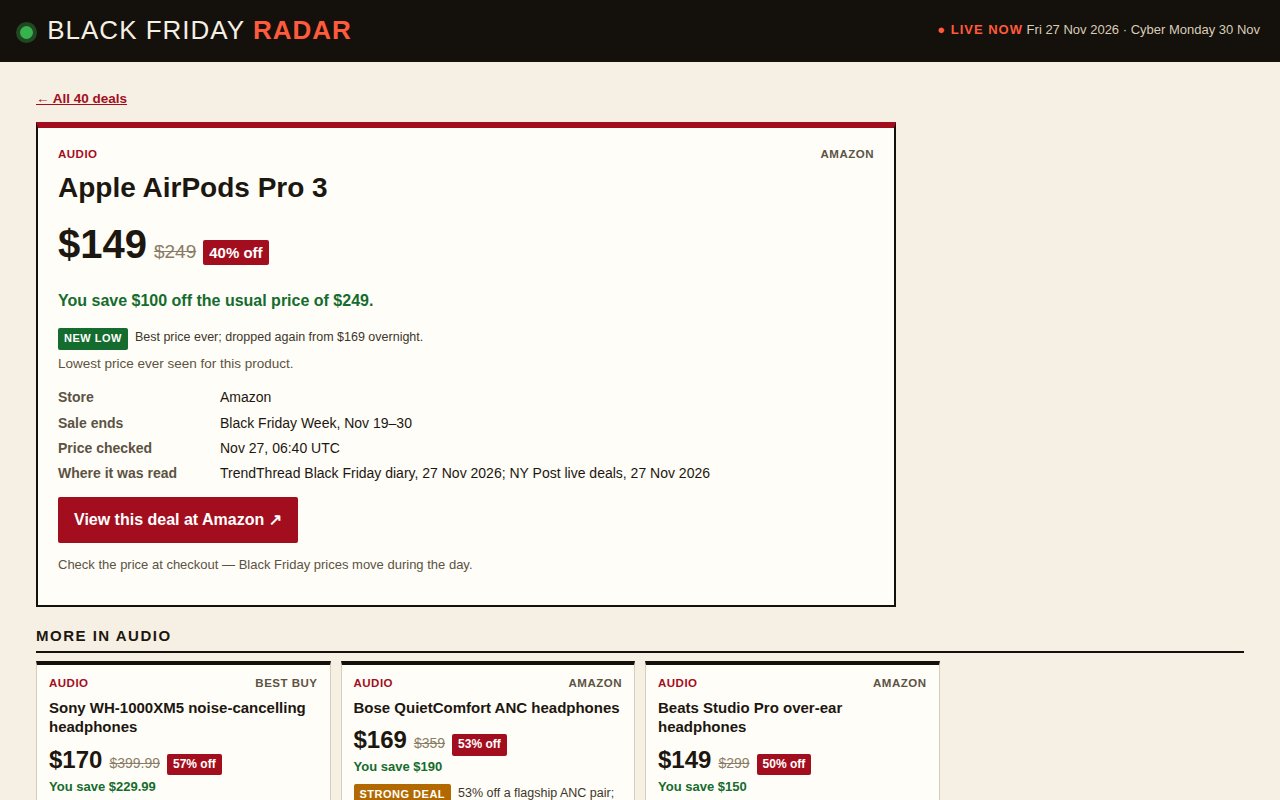 BLACK FRIDAY RADAR
● LIVE NOW Fri 27 Nov 2026 · Cyber Monday 30 Nov
← All 40 deals
AUDIO AMAZON
Apple AirPods Pro 3
$149 $249 40% off
You save $100 off the usual price of $249.
NEW LOW Best price ever; dropped again from $169 overnight.
Lowest price ever seen for this product.
Store Amazon
Sale ends Black Friday Week, Nov 19–30
Price checked Nov 27, 06:40 UTC
Where it was read TrendThread Black Friday diary, 27 Nov 2026; NY Post live deals, 27 Nov 2026
View this deal at Amazon ↗
Check the price at checkout — Black Friday prices move during the day.
MORE IN AUDIO
AUDIO BEST BUY
Sony WH-1000XM5 noise-cancelling
headphones
$170 $399.99 57% off
You save $229.99
AUDIO AMAZON
Bose QuietComfort ANC headphones
$169 $359 53% off
You save $190
STRONG DEAL 53% off a flagship ANC pair;
AUDIO AMAZON
Beats Studio Pro over-ear
headphones
$149 $299 50% off
You save $150